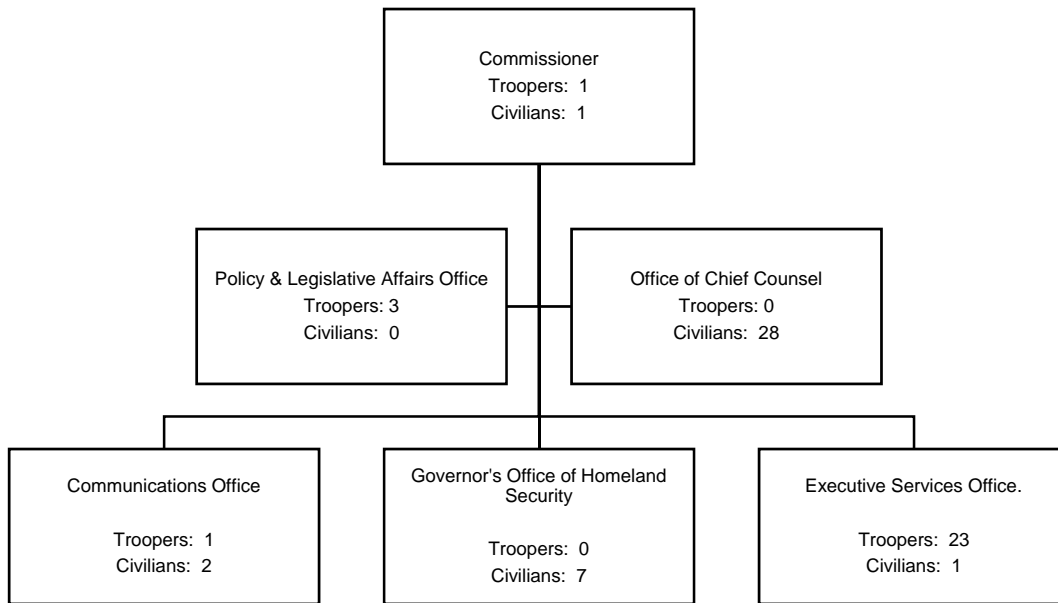 Commissioner
Troopers: 1
Civilians: 1
Policy & Legislative Affairs Office
Troopers: 3
Civilians: 0
Office of Chief Counsel
Troopers: 0
Civilians: 28
Communications Office
Troopers: 1
Civilians: 2
Governor's Office of Homeland
Security
Troopers: 0
Civilians: 7
Executive Services Office.
Troopers: 23
Civilians: 1